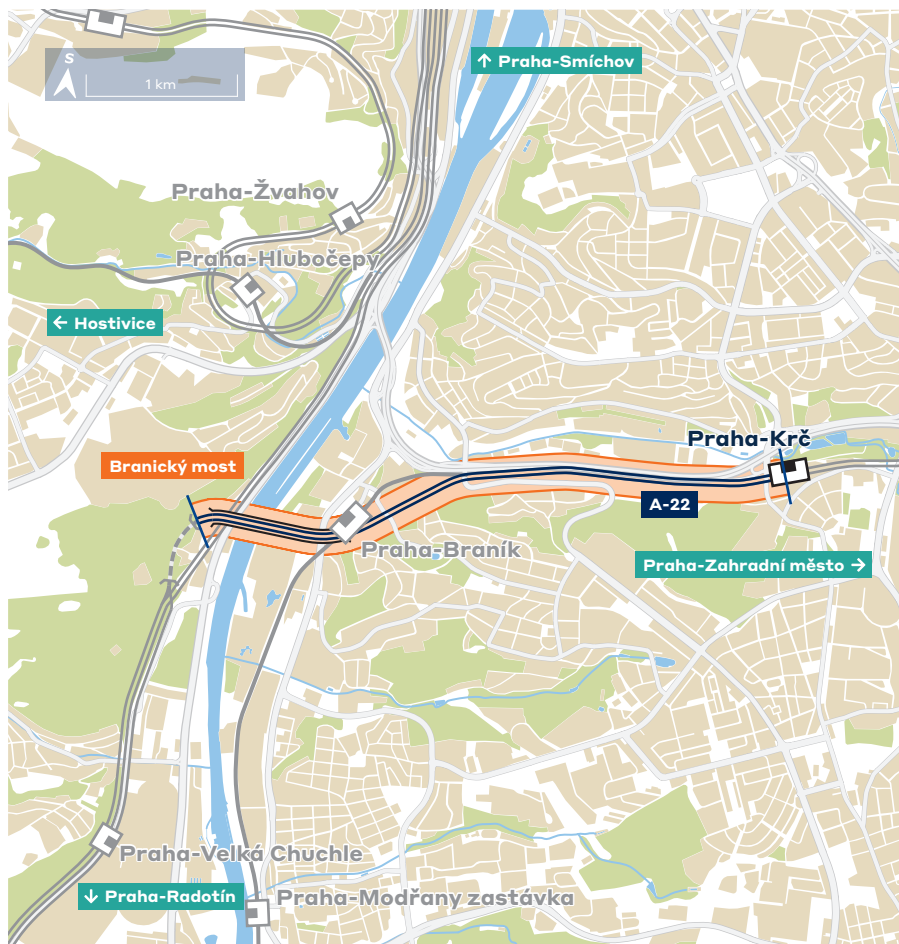 S
1 km
↑ Praha-Smíchov
Praha-Žvahov
Praha-Hlubočepy
← Hostivice
Praha-Krč
Branický most
A-22
Praha-Braník
Praha-Zahradní město →
Praha-Velká Chuchle
↓ Praha-Radotín
Praha-Modřany zastávka